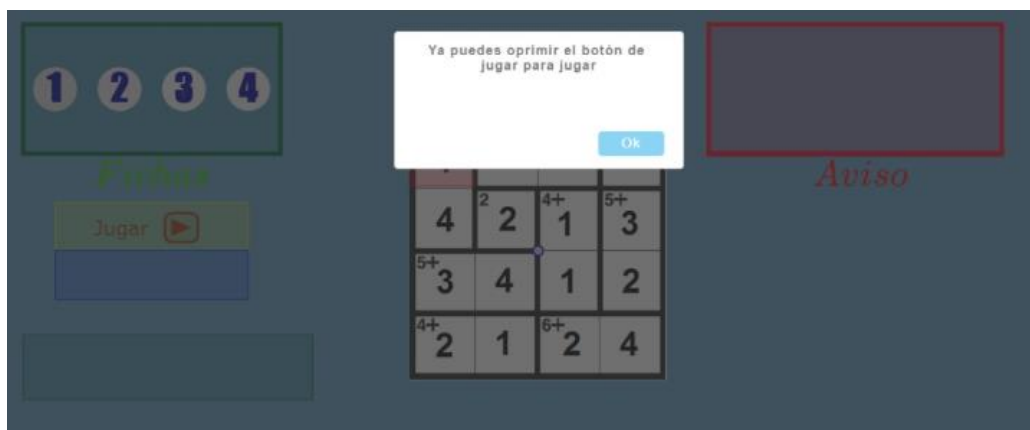 Ya puedes oprimir el botón de
jugar para jugar
Ok
1 2 3 4
Fichas
Jugar
Aviso
4 2 2 4+ 1 5+ 3
5+ 3 4 1 2
4+ 2 1 6+ 2 4